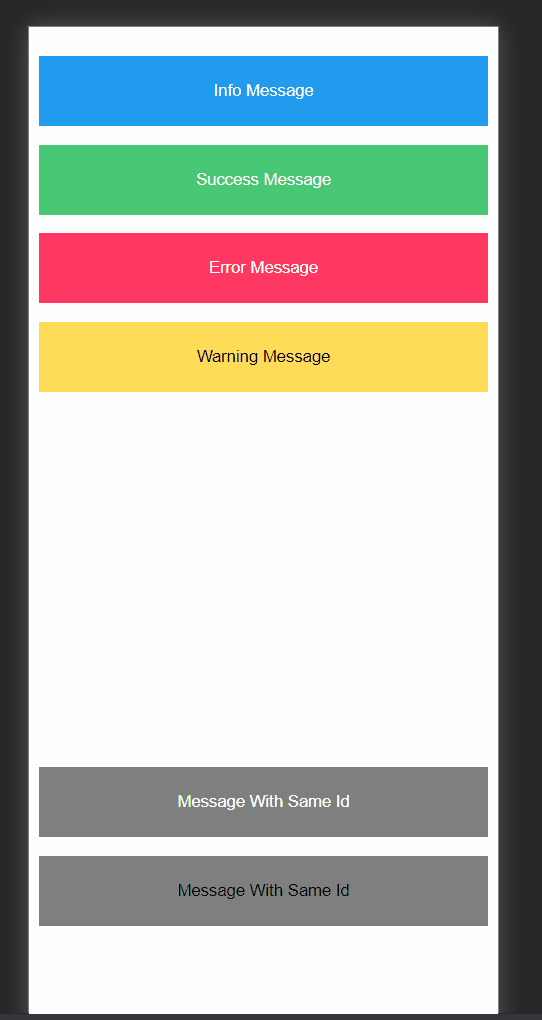 Info Message
Success Message
Error Message
Warning Message
Message With Same Id
Message With Same Id